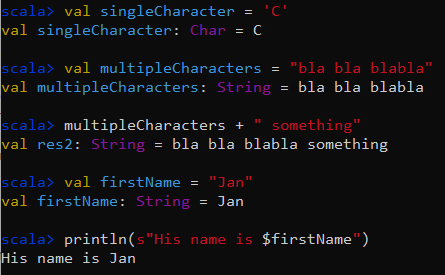 scala> val singleCharacter = 'C'
val singleCharacter: Char = C
scala> val multipleCharacters = "bla bla blabla"
val multipleCharacters: String = bla bla blabla
scala> multipleCharacters + " something"
val res2: String = bla bla blabla something
scala> val firstName = "Jan"
val firstName: String = Jan
scala> println(s"His name is $firstName")
His name is Jan